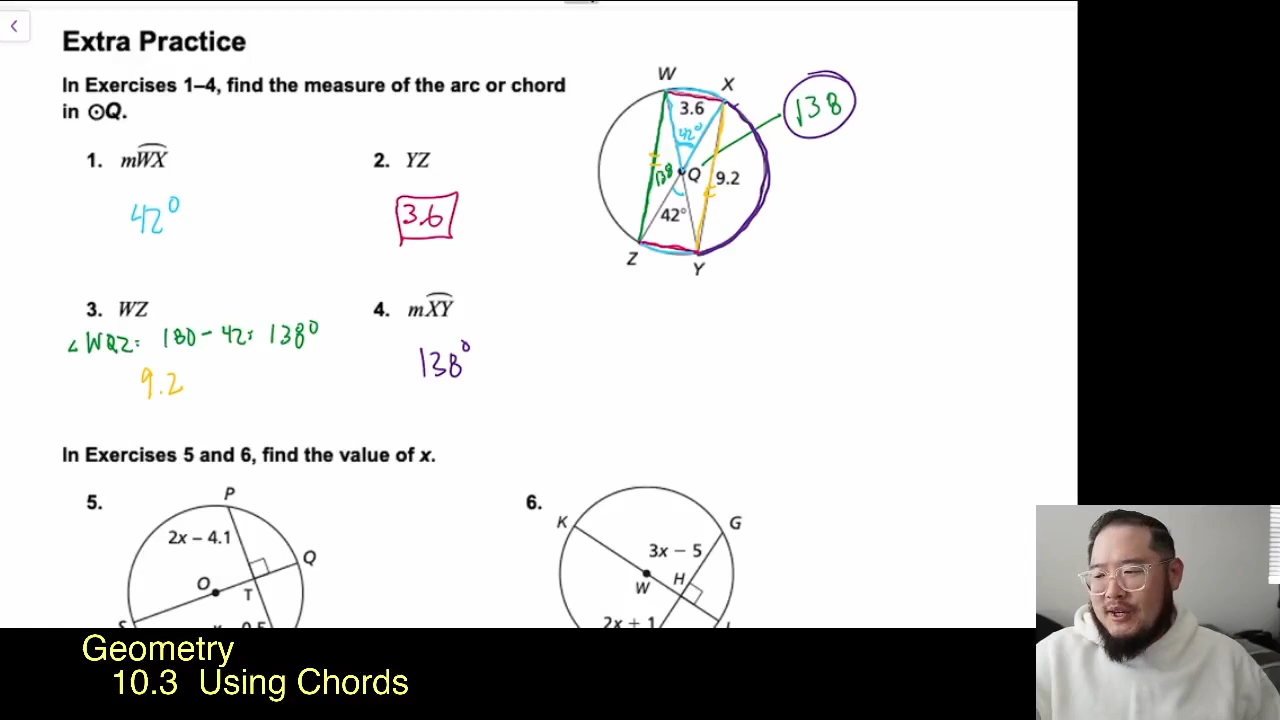 Extra Practice
In Exercises 1–4, find the measure of the arc or chord
in ⊙Q.
1. mWX
42°
2. YZ
3.6
3. WZ
∠WQZ: 180 - 42 = 138°
9.2
4. mXY
138°
W
X
3.6
42°
138
Q
9.2
138
42°
Z
Y
In Exercises 5 and 6, find the value of x.
5.
P
2x – 4.1
Q
O
T
S
6.
K
G
3x – 5
W
H
2x + 1
Geometry
10.3 Using Chords